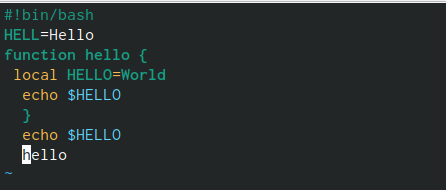 #!bin/bash
HELL=Hello
function hello {
local HELLO=World
echo $HELLO
}
echo $HELLO
hello
~